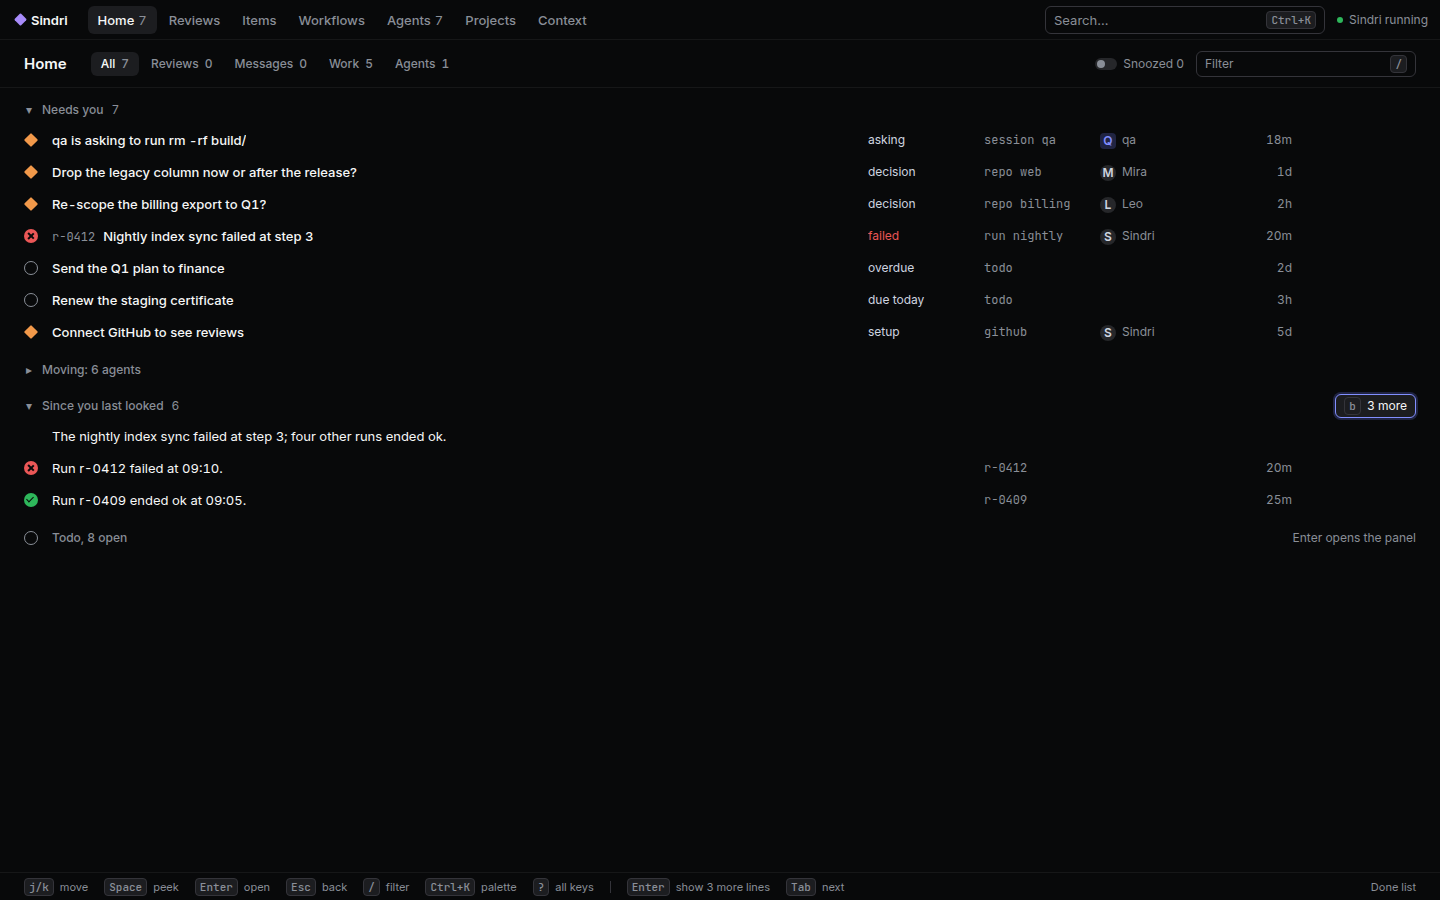 Sindri Home 7 Reviews Items Workflows Agents 7 Projects Context Search... Ctrl+K Sindri running
Home All 7 Reviews 0 Messages 0 Work 5 Agents 1 Snoozed 0 Filter /
Needs you 7
qa is asking to run rm -rf build/ asking session qa Q qa 18m
Drop the legacy column now or after the release? decision repo web M Mira 1d
Re-scope the billing export to Q1? decision repo billing L Leo 2h
r-0412 Nightly index sync failed at step 3 failed run nightly S Sindri 20m
Send the Q1 plan to finance overdue todo 2d
Renew the staging certificate due today todo 3h
Connect GitHub to see reviews setup github S Sindri 5d
Moving: 6 agents
Since you last looked 6 b 3 more
The nightly index sync failed at step 3; four other runs ended ok.
Run r-0412 failed at 09:10. r-0412 20m
Run r-0409 ended ok at 09:05. r-0409 25m
Todo, 8 open Enter opens the panel
j/k move Space peek Enter open Esc back / filter Ctrl+K palette ? all keys Enter show 3 more lines Tab next Done list